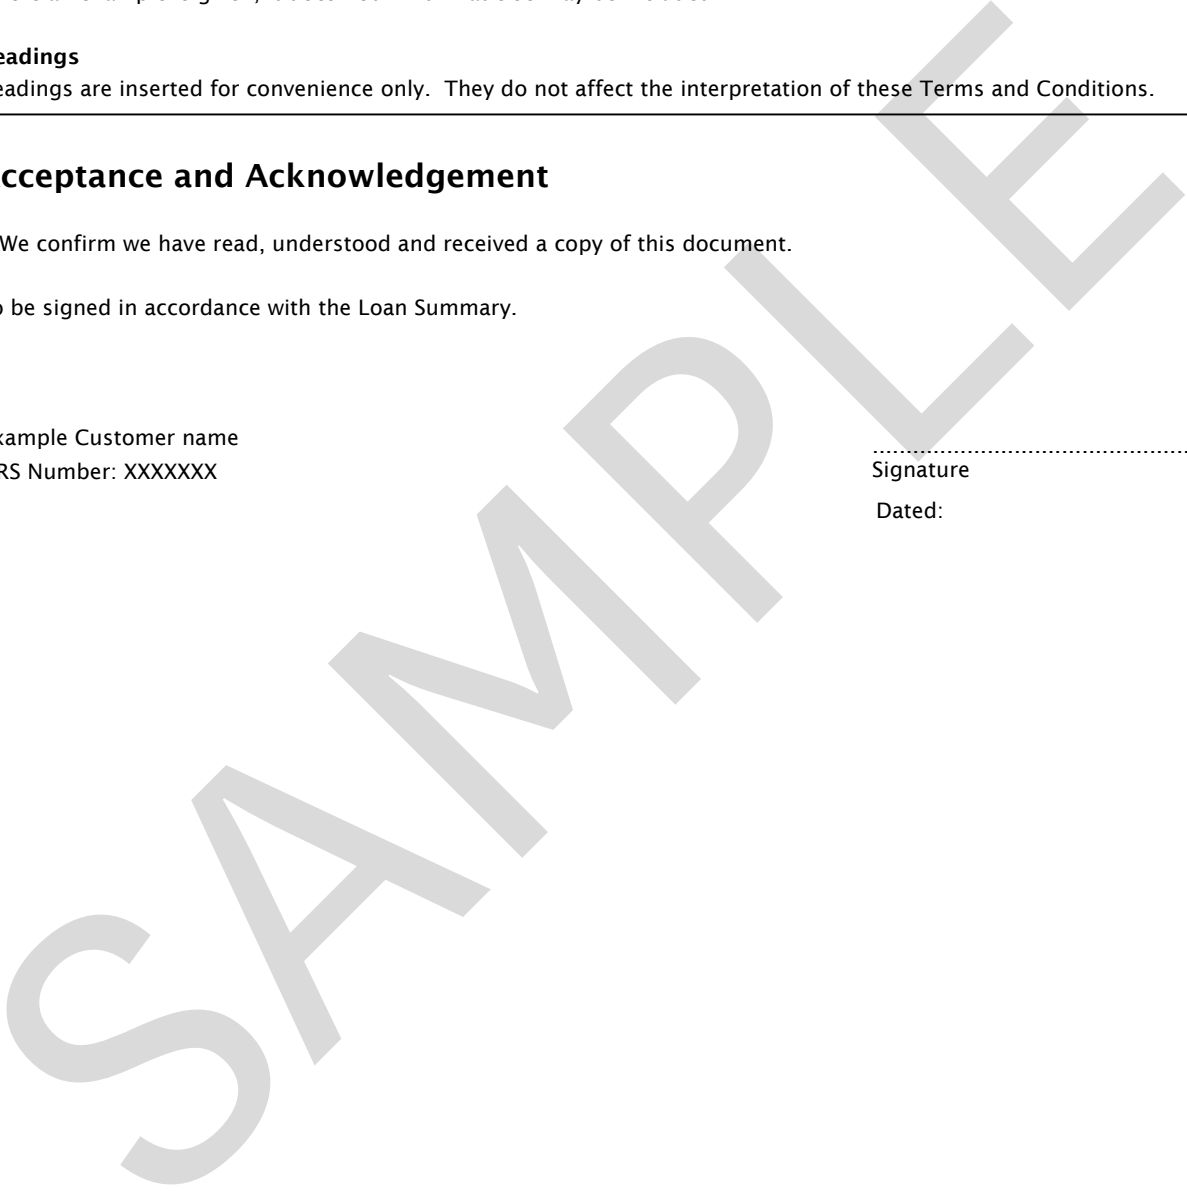 eadings
eadings are inserted for convenience only. They do not affect the interpretation of these Terms and Conditions.
cceptance and Acknowledgement
We confirm we have read, understood and received a copy of this document.
o be signed in accordance with the Loan Summary.
xample Customer name
RS Number: XXXXXXX
Signature
Dated:
SAMPLE